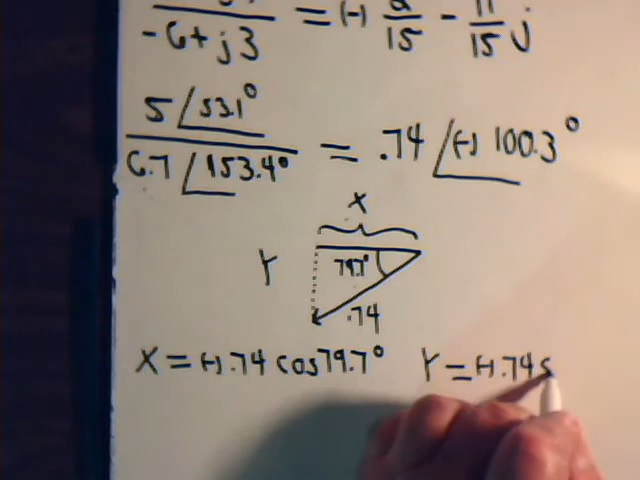 -6+j3 = (-) /15 - 11/15 j
5 /53.1° / 6.7 /153.4° = .74 /(-) 100.3°
X
Y 79.7°
.74
X = (-) .74 cos 79.7° Y = (-) .74 s